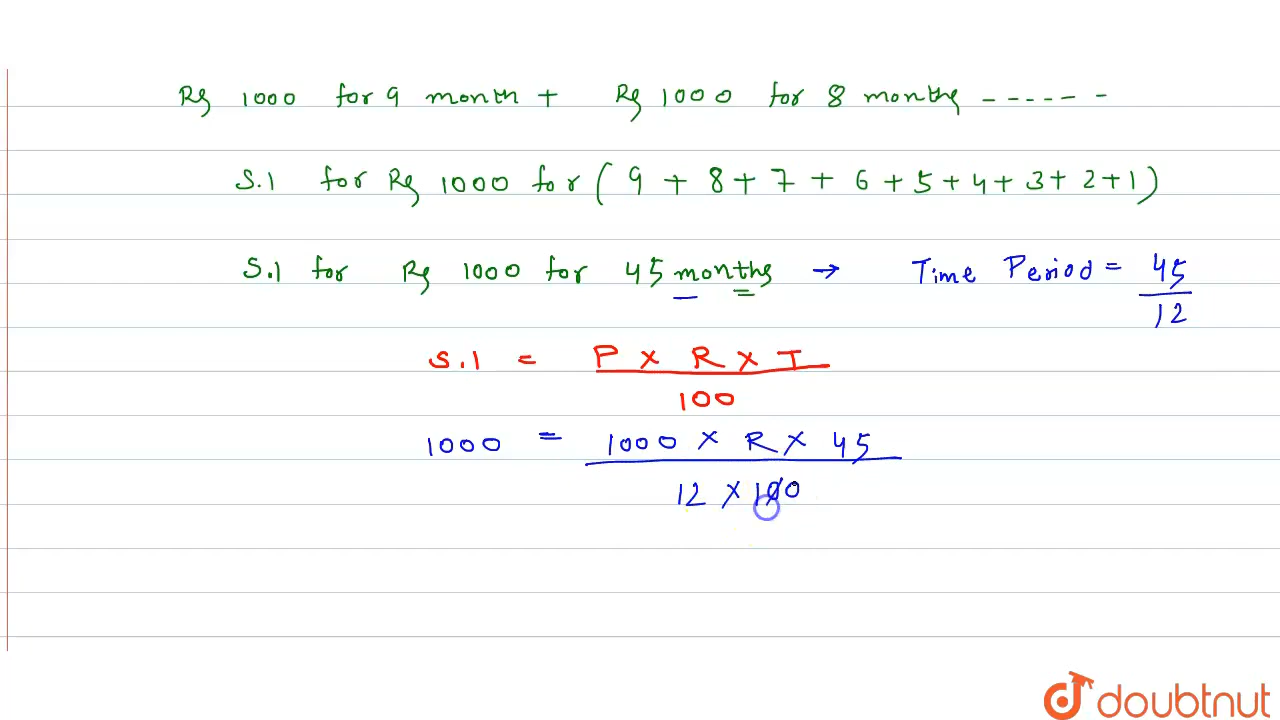 Rs 1000 for 9 month + Rs 1000 for 8 months - - - - - -
S.I for Rs 1000 for ( 9 + 8 + 7 + 6 + 5 + 4 + 3 + 2 + 1 )
S.I for Rs 1000 for 45 months → Time Period = 45/12
S.I = P × R × T / 100
1000 = 1000 × R × 45 / 12 × 100
doubtnut